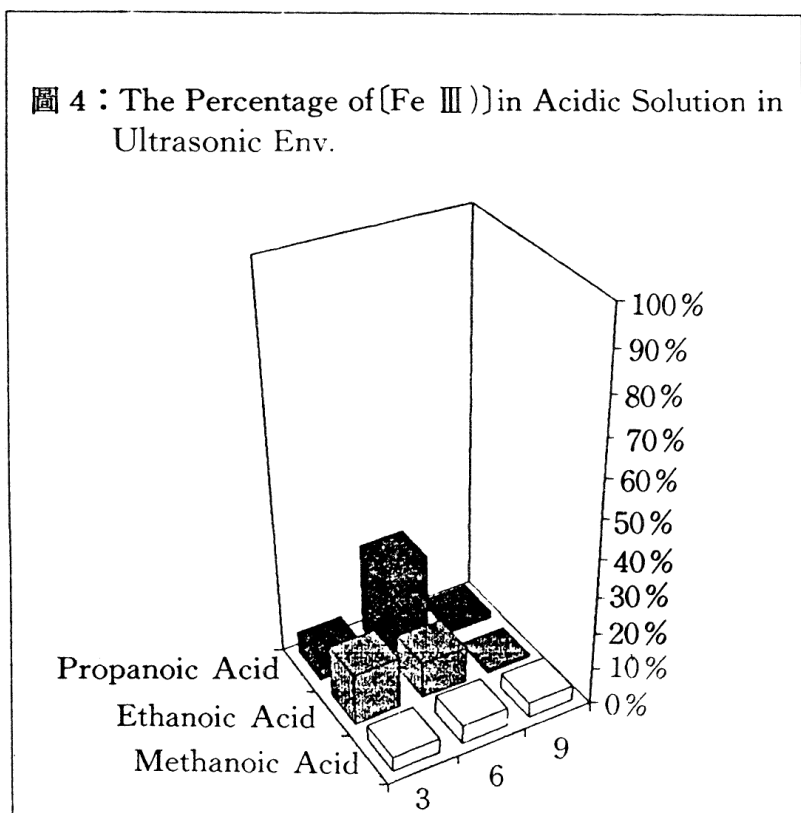 圖 4：The Percentage of〔Fe Ⅲ)〕in Acidic Solution in
Ultrasonic Env.
100%
90%
80%
70%
60%
50%
40%
30%
20%
10%
0%
Propanoic Acid
Ethanoic Acid
Methanoic Acid
3
6
9